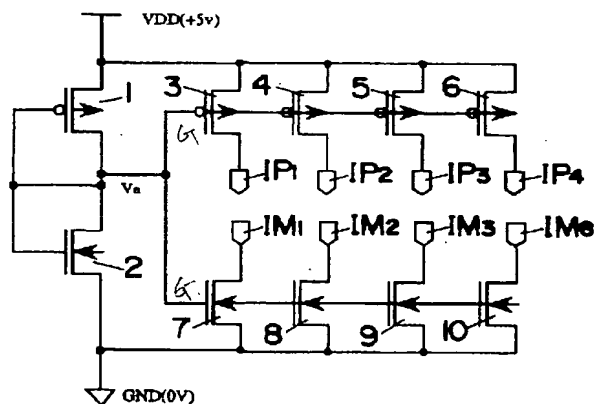 VDD(+5v)
1 3 4 5 6
G
IP1 IP2 IP3 IP4
Va
IM1 IM2 IM3 IM6
2
G
7 8 9 10
GND(0V)